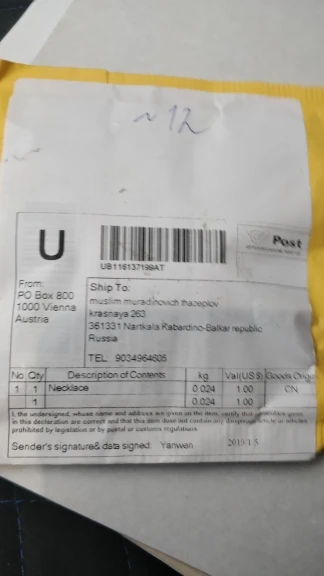 ~ 12
U
UB116137199AT
Post
From:
PO Box 800
1000 Vienna
Austria
Ship To:
muslim muradinovich thazeplov
krasnaya 263
361331 Nartkala Kabardino-Balkar republic
Russia
TEL: 9034964605
No Qty Description of Contents kg Val(US $) Goods Origi
1 1 Necklace 0.024 1.00 CN
1 0.024 1.00
I, the undersigned, whose name and address are given on the item, certify that particulars given
in this declaration are correct and that this item does not contain any dangerous article or articles
prohibited by legislation or by postal or customs regulations
Sender's signature& data signed: Yanwen 2019.1.5